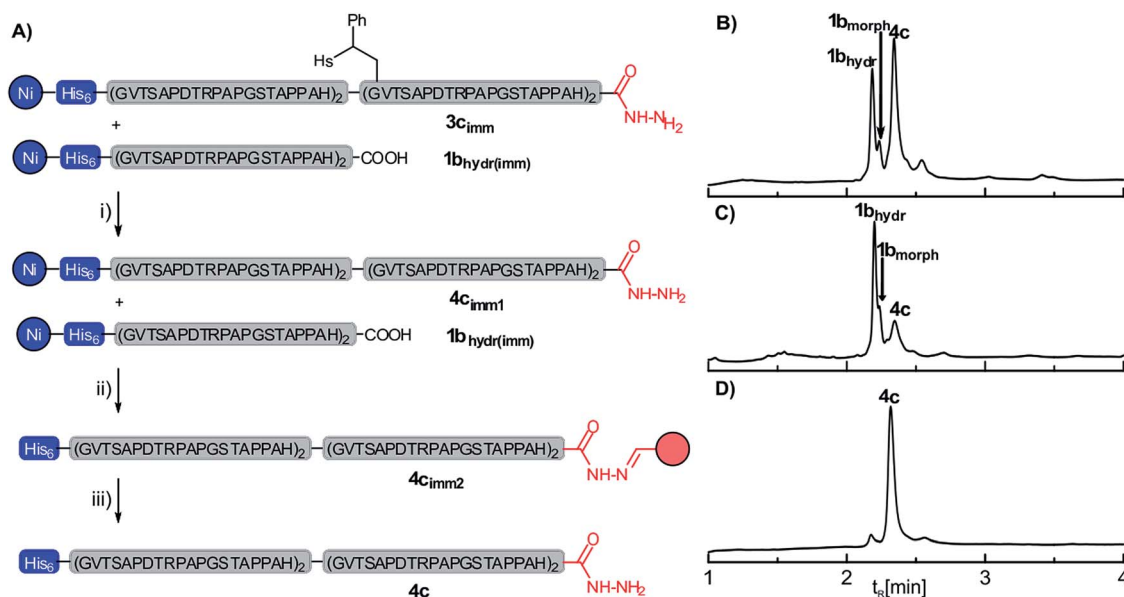 A)
Ph
Hs
Ni His6 (GVTSAPDTRPAPGSTAPPAH)2 (GVTSAPDTRPAPGSTAPPAH)2 O
NH-NH2
3cimm
+
Ni His6 (GVTSAPDTRPAPGSTAPPAH)2 COOH
1bhydr(imm)
i)
Ni His6 (GVTSAPDTRPAPGSTAPPAH)2 (GVTSAPDTRPAPGSTAPPAH)2 O
NH-NH2
4cimm1
+
Ni His6 (GVTSAPDTRPAPGSTAPPAH)2 COOH
1bhydr(imm)
ii)
His6 (GVTSAPDTRPAPGSTAPPAH)2 (GVTSAPDTRPAPGSTAPPAH)2 O
NH-N
4cimm2
iii)
His6 (GVTSAPDTRPAPGSTAPPAH)2 (GVTSAPDTRPAPGSTAPPAH)2 O
NH-NH2
4c
B)
1bmorph
4c
1bhydr
C)
1bhydr
1bmorph
4c
D)
4c
1 2 3 4
tR[min]